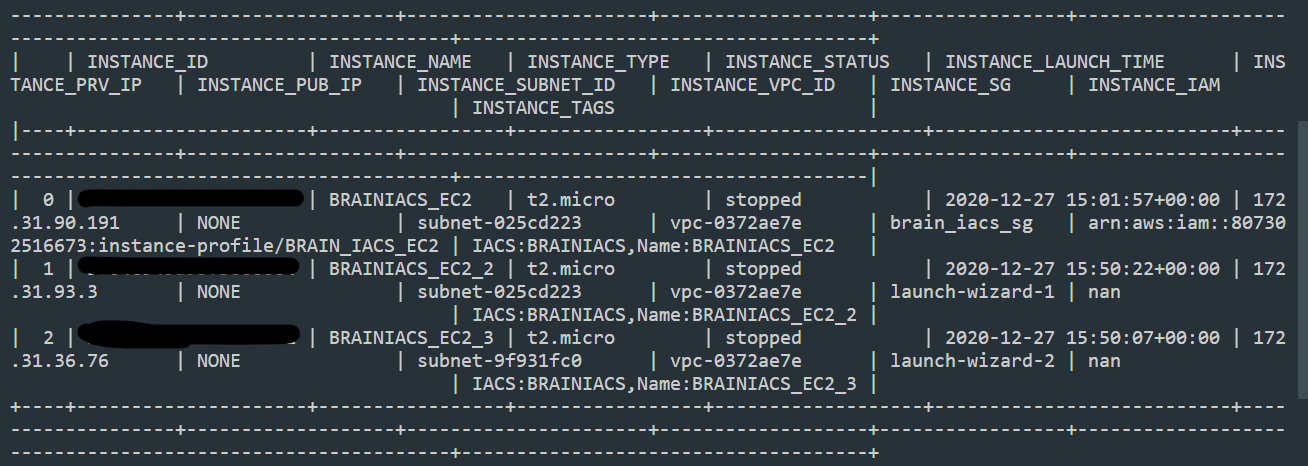 ---------------+-------------------+----------------------+-------------------+-----------------+-------------------
----------------------------------------+------------------------------------+
|    | INSTANCE_ID         | INSTANCE_NAME   | INSTANCE_TYPE   | INSTANCE_STATUS   | INSTANCE_LAUNCH_TIME      | INS
TANCE_PRV_IP   | INSTANCE_PUB_IP   | INSTANCE_SUBNET_ID   | INSTANCE_VPC_ID   | INSTANCE_SG     | INSTANCE_IAM
                                        | INSTANCE_TAGS                      |
|----+---------------------+-----------------+-----------------+-------------------+---------------------------+----
---------------+-------------------+----------------------+-------------------+-----------------+-------------------
----------------------------------------+------------------------------------|
|  0 | | BRAINIACS_EC2   | t2.micro        | stopped           | 2020-12-27 15:01:57+00:00 | 172
.31.90.191     | NONE              | subnet-025cd223      | vpc-0372ae7e      | brain_iacs_sg   | arn:aws:iam::80730
2516673:instance-profile/BRAIN_IACS_EC2 | IACS:BRAINIACS,Name:BRAINIACS_EC2   |
|  1 | | BRAINIACS_EC2_2 | t2.micro        | stopped           | 2020-12-27 15:50:22+00:00 | 172
.31.93.3       | NONE              | subnet-025cd223      | vpc-0372ae7e      | launch-wizard-1 | nan
                                        | IACS:BRAINIACS,Name:BRAINIACS_EC2_2 |
|  2 | | BRAINIACS_EC2_3 | t2.micro        | stopped           | 2020-12-27 15:50:07+00:00 | 172
.31.36.76      | NONE              | subnet-9f931fc0      | vpc-0372ae7e      | launch-wizard-2 | nan
                                        | IACS:BRAINIACS,Name:BRAINIACS_EC2_3 |
+----+---------------------+-----------------+-----------------+-------------------+---------------------------+----
---------------+-------------------+----------------------+-------------------+-----------------+-------------------
----------------------------------------+------------------------------------+